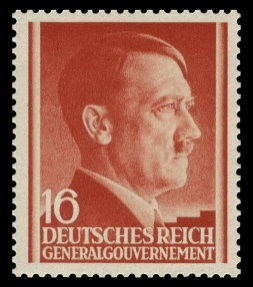 16
DEUTSCHES REICH
GENERALGOUVERNEMENT